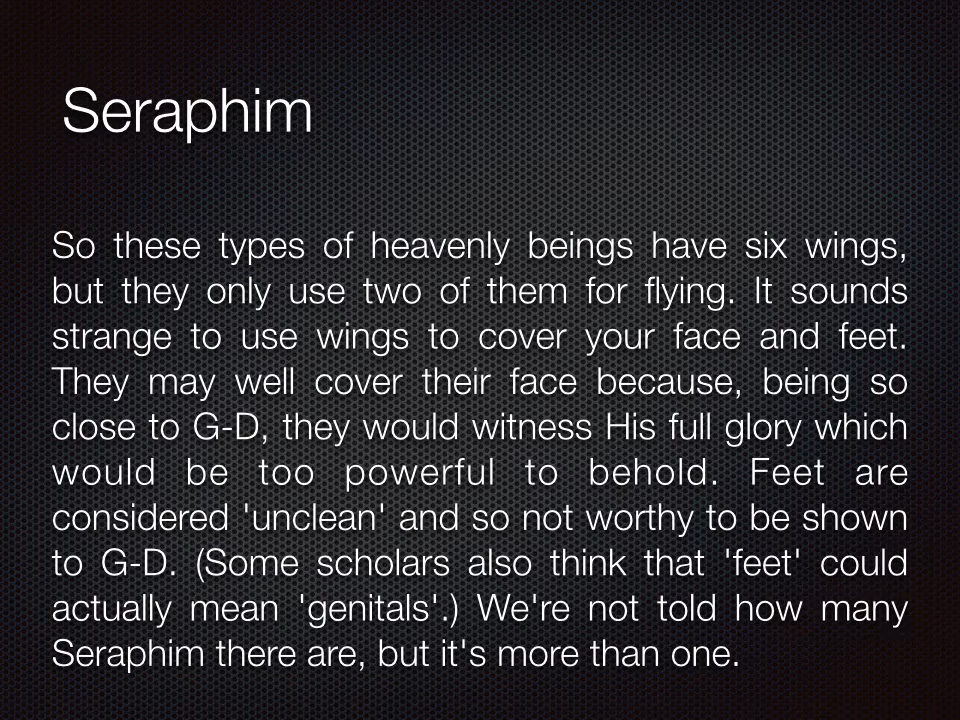 Seraphim
So these types of heavenly beings have six wings,
but they only use two of them for flying. It sounds
strange to use wings to cover your face and feet.
They may well cover their face because, being so
close to G-D, they would witness His full glory which
would be too powerful to behold. Feet are
considered 'unclean' and so not worthy to be shown
to G-D. (Some scholars also think that 'feet' could
actually mean 'genitals'.) We're not told how many
Seraphim there are, but it's more than one.